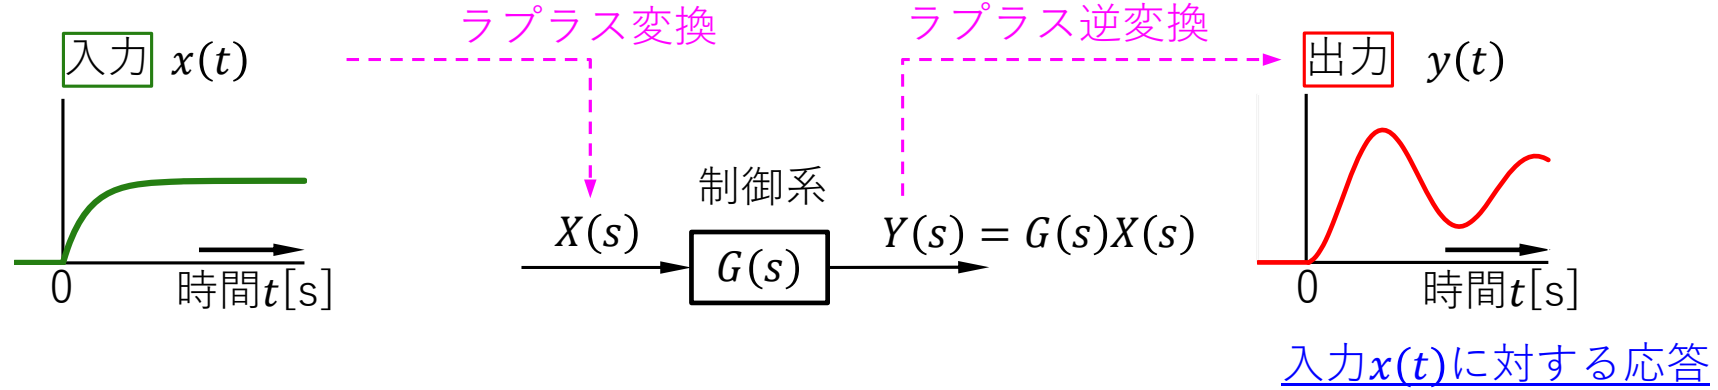 ラプラス変換
ラプラス逆変換
入力 x(t)
出力 y(t)
制御系
X(s)
G(s)
Y(s) = G(s)X(s)
0
時間t[s]
0
時間t[s]
入力x(t)に対する応答